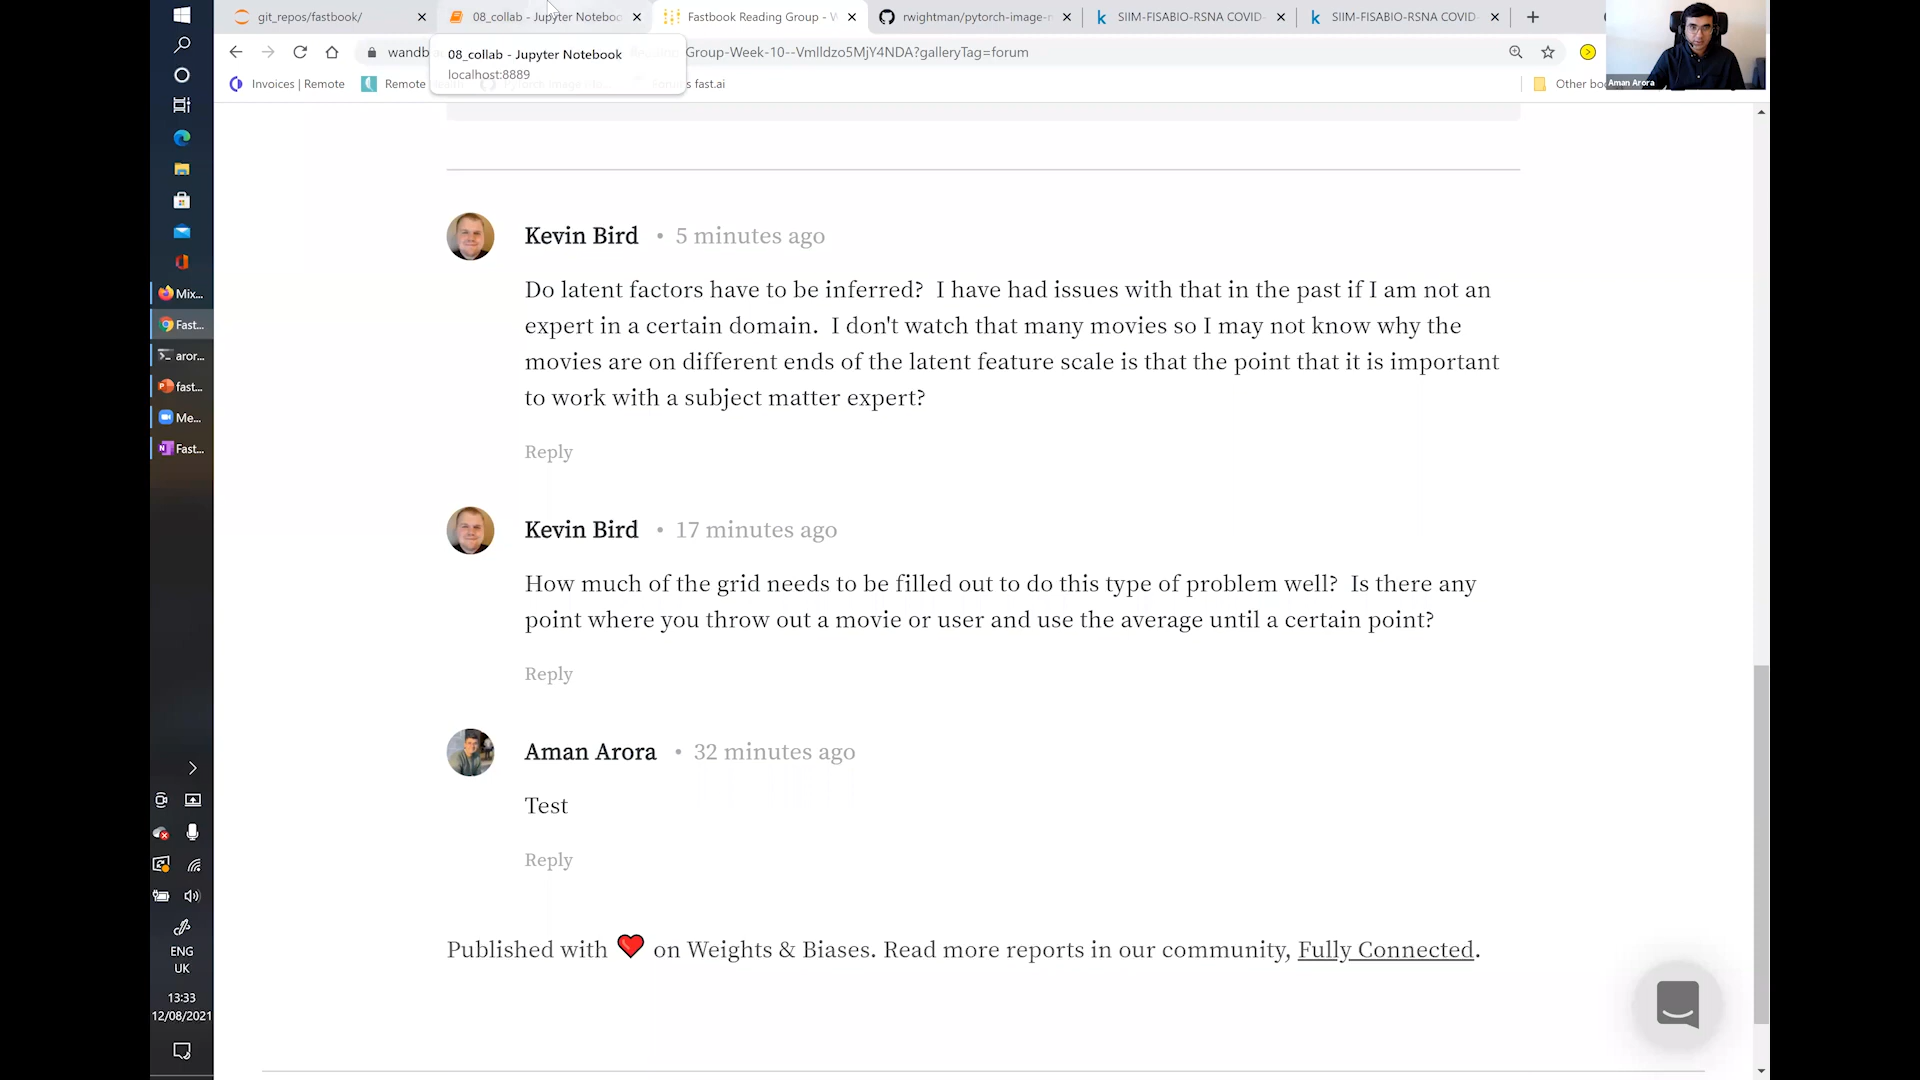 git_repos/fastbook/
08_collab - Jupyter Noteboo
Fastbook Reading Group - W
rwightman/pytorch-image-m
SIIM-FISABIO-RSNA COVID-
SIIM-FISABIO-RSNA COVID-
wandb
Group-Week-10--Vmlldzo5MjY4NDA?galleryTag=forum
08_collab - Jupyter Notebook
localhost:8889
Invoices | Remote
Remote
fast.ai
Other bo
Aman Arora
Kevin Bird • 5 minutes ago
Do latent factors have to be inferred? I have had issues with that in the past if I am not an
expert in a certain domain. I don't watch that many movies so I may not know why the
movies are on different ends of the latent feature scale is that the point that it is important
to work with a subject matter expert?
Reply
Kevin Bird • 17 minutes ago
How much of the grid needs to be filled out to do this type of problem well? Is there any
point where you throw out a movie or user and use the average until a certain point?
Reply
Aman Arora • 32 minutes ago
Test
Reply
Published with ❤️ on Weights & Biases. Read more reports in our community, Fully Connected.
Mix...
Fast...
aror...
fast...
Me...
Fast...
ENG
UK
13:33
12/08/2021